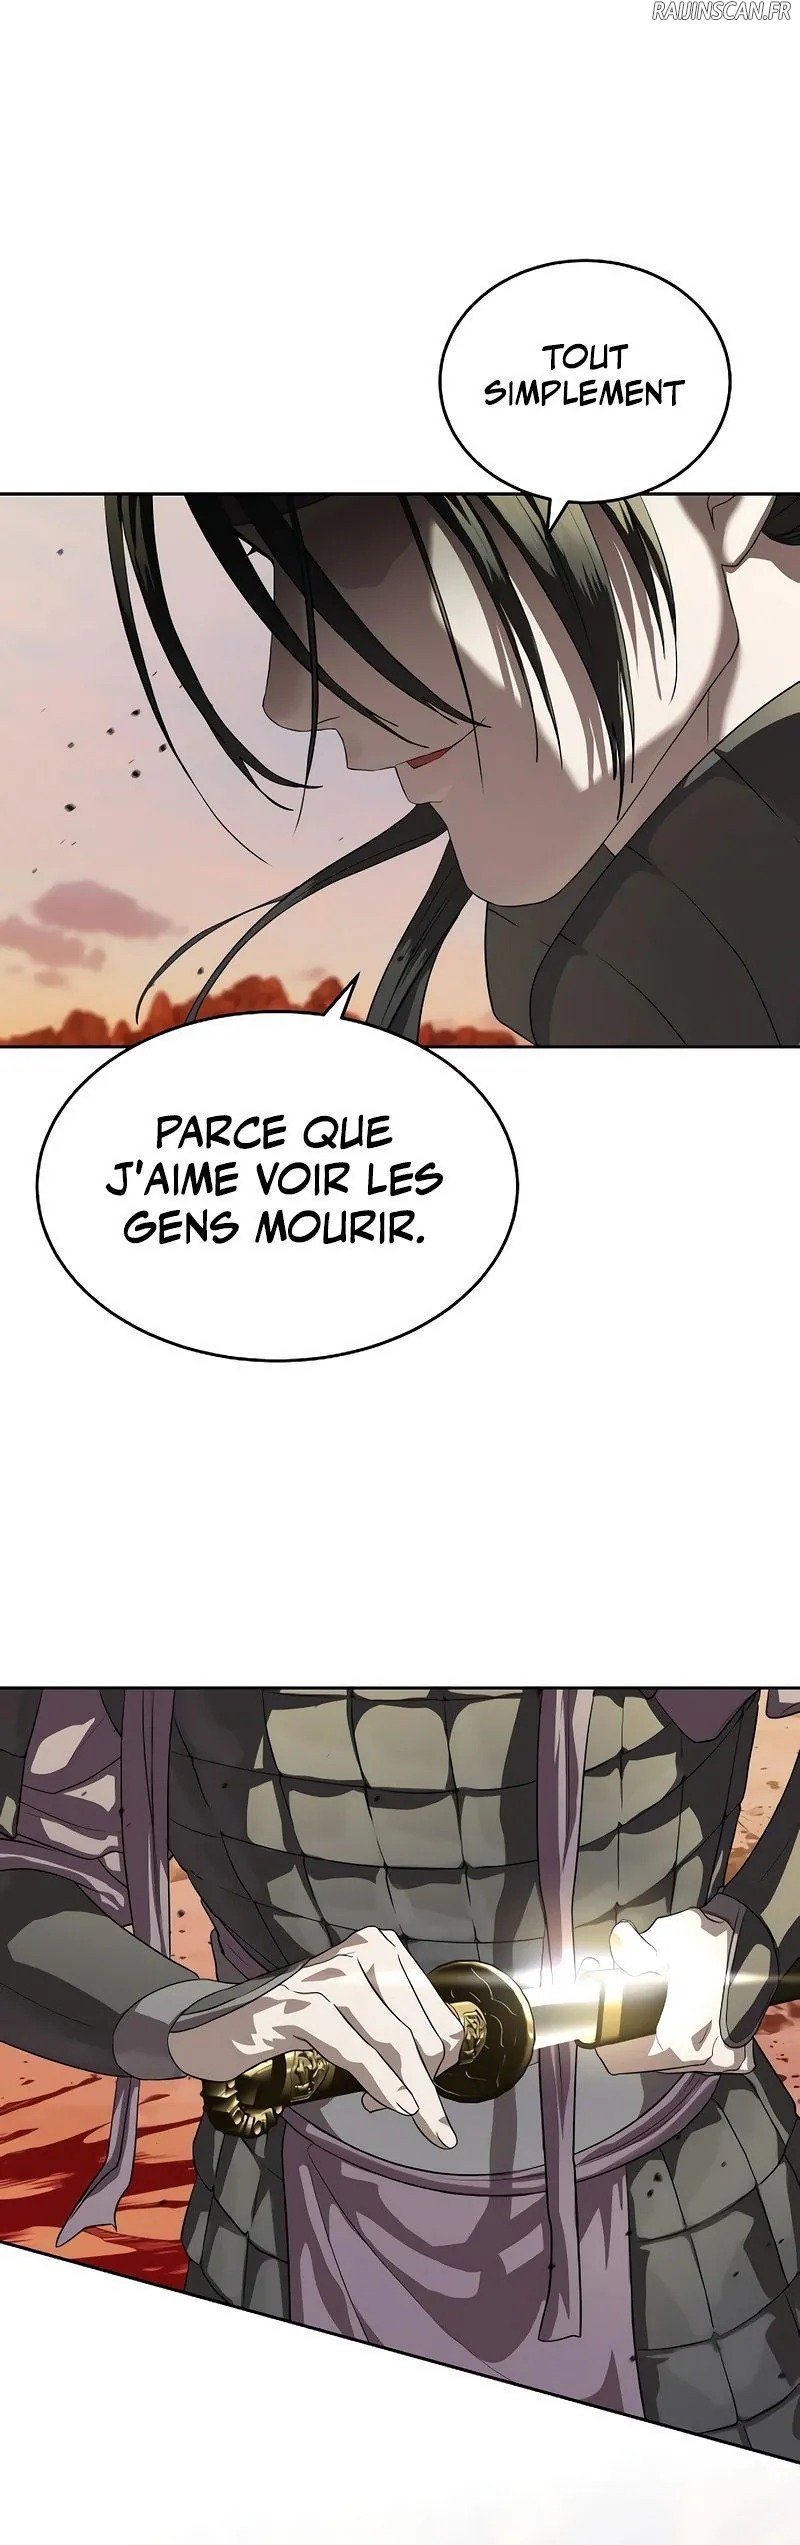 RAIJINSCAN.FR
TOUT
SIMPLEMENT
PARCE QUE
J'AIME VOIR LES
GENS MOURIR.